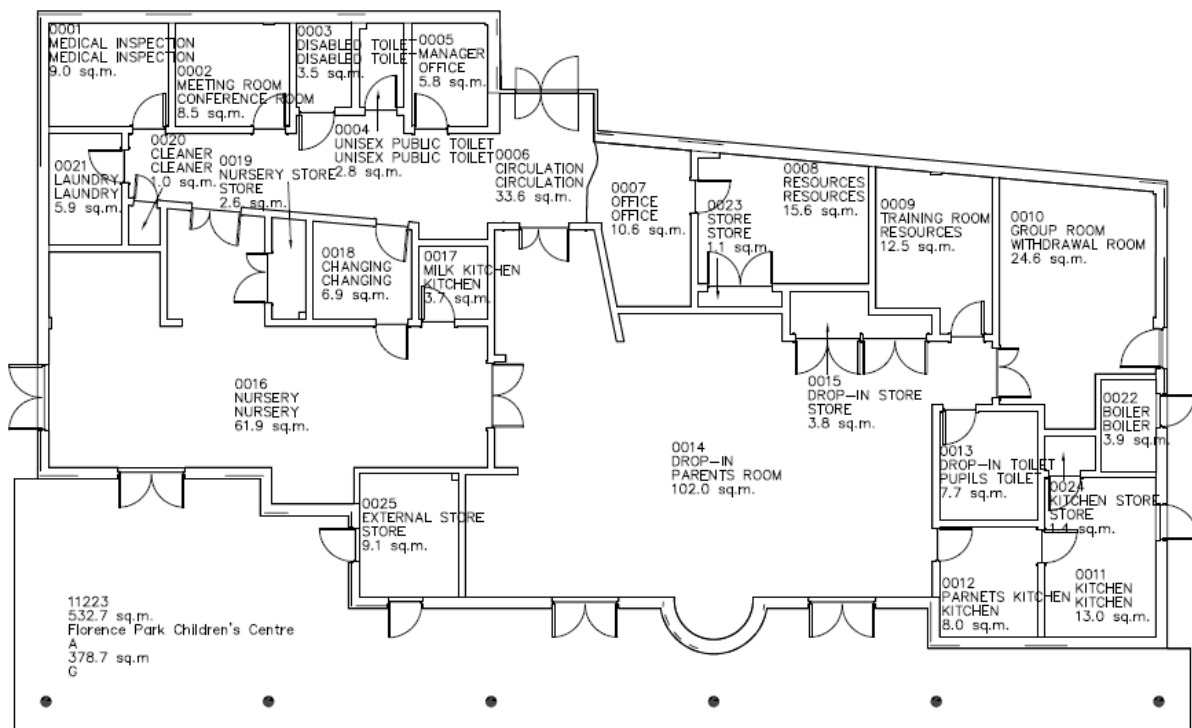 0001
MEDICAL INSPECTION
MEDICAL INSPECTION
9.0 sq.m.
0002
MEETING ROOM
CONFERENCE ROOM
8.5 sq.m.
0003
DISABLED TOILET
DISABLED TOILET
3.5 sq.m.
0005
MANAGER
OFFICE
5.8 sq.m.
0004
UNISEX PUBLIC TOILET
UNISEX PUBLIC TOILET
2.8 sq.m.
0020
CLEANER
CLEANER
1.0 sq.m.
0021
LAUNDRY
LAUNDRY
5.9 sq.m.
0019
NURSERY STORE
STORE
2.6 sq.m.
0006
CIRCULATION
CIRCULATION
33.6 sq.m.
0007
OFFICE
OFFICE
10.6 sq.m.
0023
STORE
STORE
1.1 sq.m.
0008
RESOURCES
RESOURCES
15.6 sq.m.
0009
TRAINING ROOM
RESOURCES
12.5 sq.m.
0010
GROUP ROOM
WITHDRAWAL ROOM
24.6 sq.m.
0018
CHANGING
CHANGING
6.9 sq.m.
0017
MILK KITCHEN
KITCHEN
3.7 sq.m.
0016
NURSERY
NURSERY
61.9 sq.m.
0015
DROP-IN STORE
STORE
3.8 sq.m.
0022
BOILER
BOILER
3.9 sq.m.
0014
DROP-IN
PARENTS ROOM
102.0 sq.m.
0013
DROP-IN TOILET
PUPILS TOILET
7.7 sq.m.
0024
KITCHEN STORE
STORE
1.4 sq.m.
0025
EXTERNAL STORE
STORE
9.1 sq.m.
0012
PARNETS KITCHEN
KITCHEN
8.0 sq.m.
0011
KITCHEN
KITCHEN
13.0 sq.m.
11223
532.7 sq.m.
Florence Park Children's Centre
A
378.7 sq.m
G